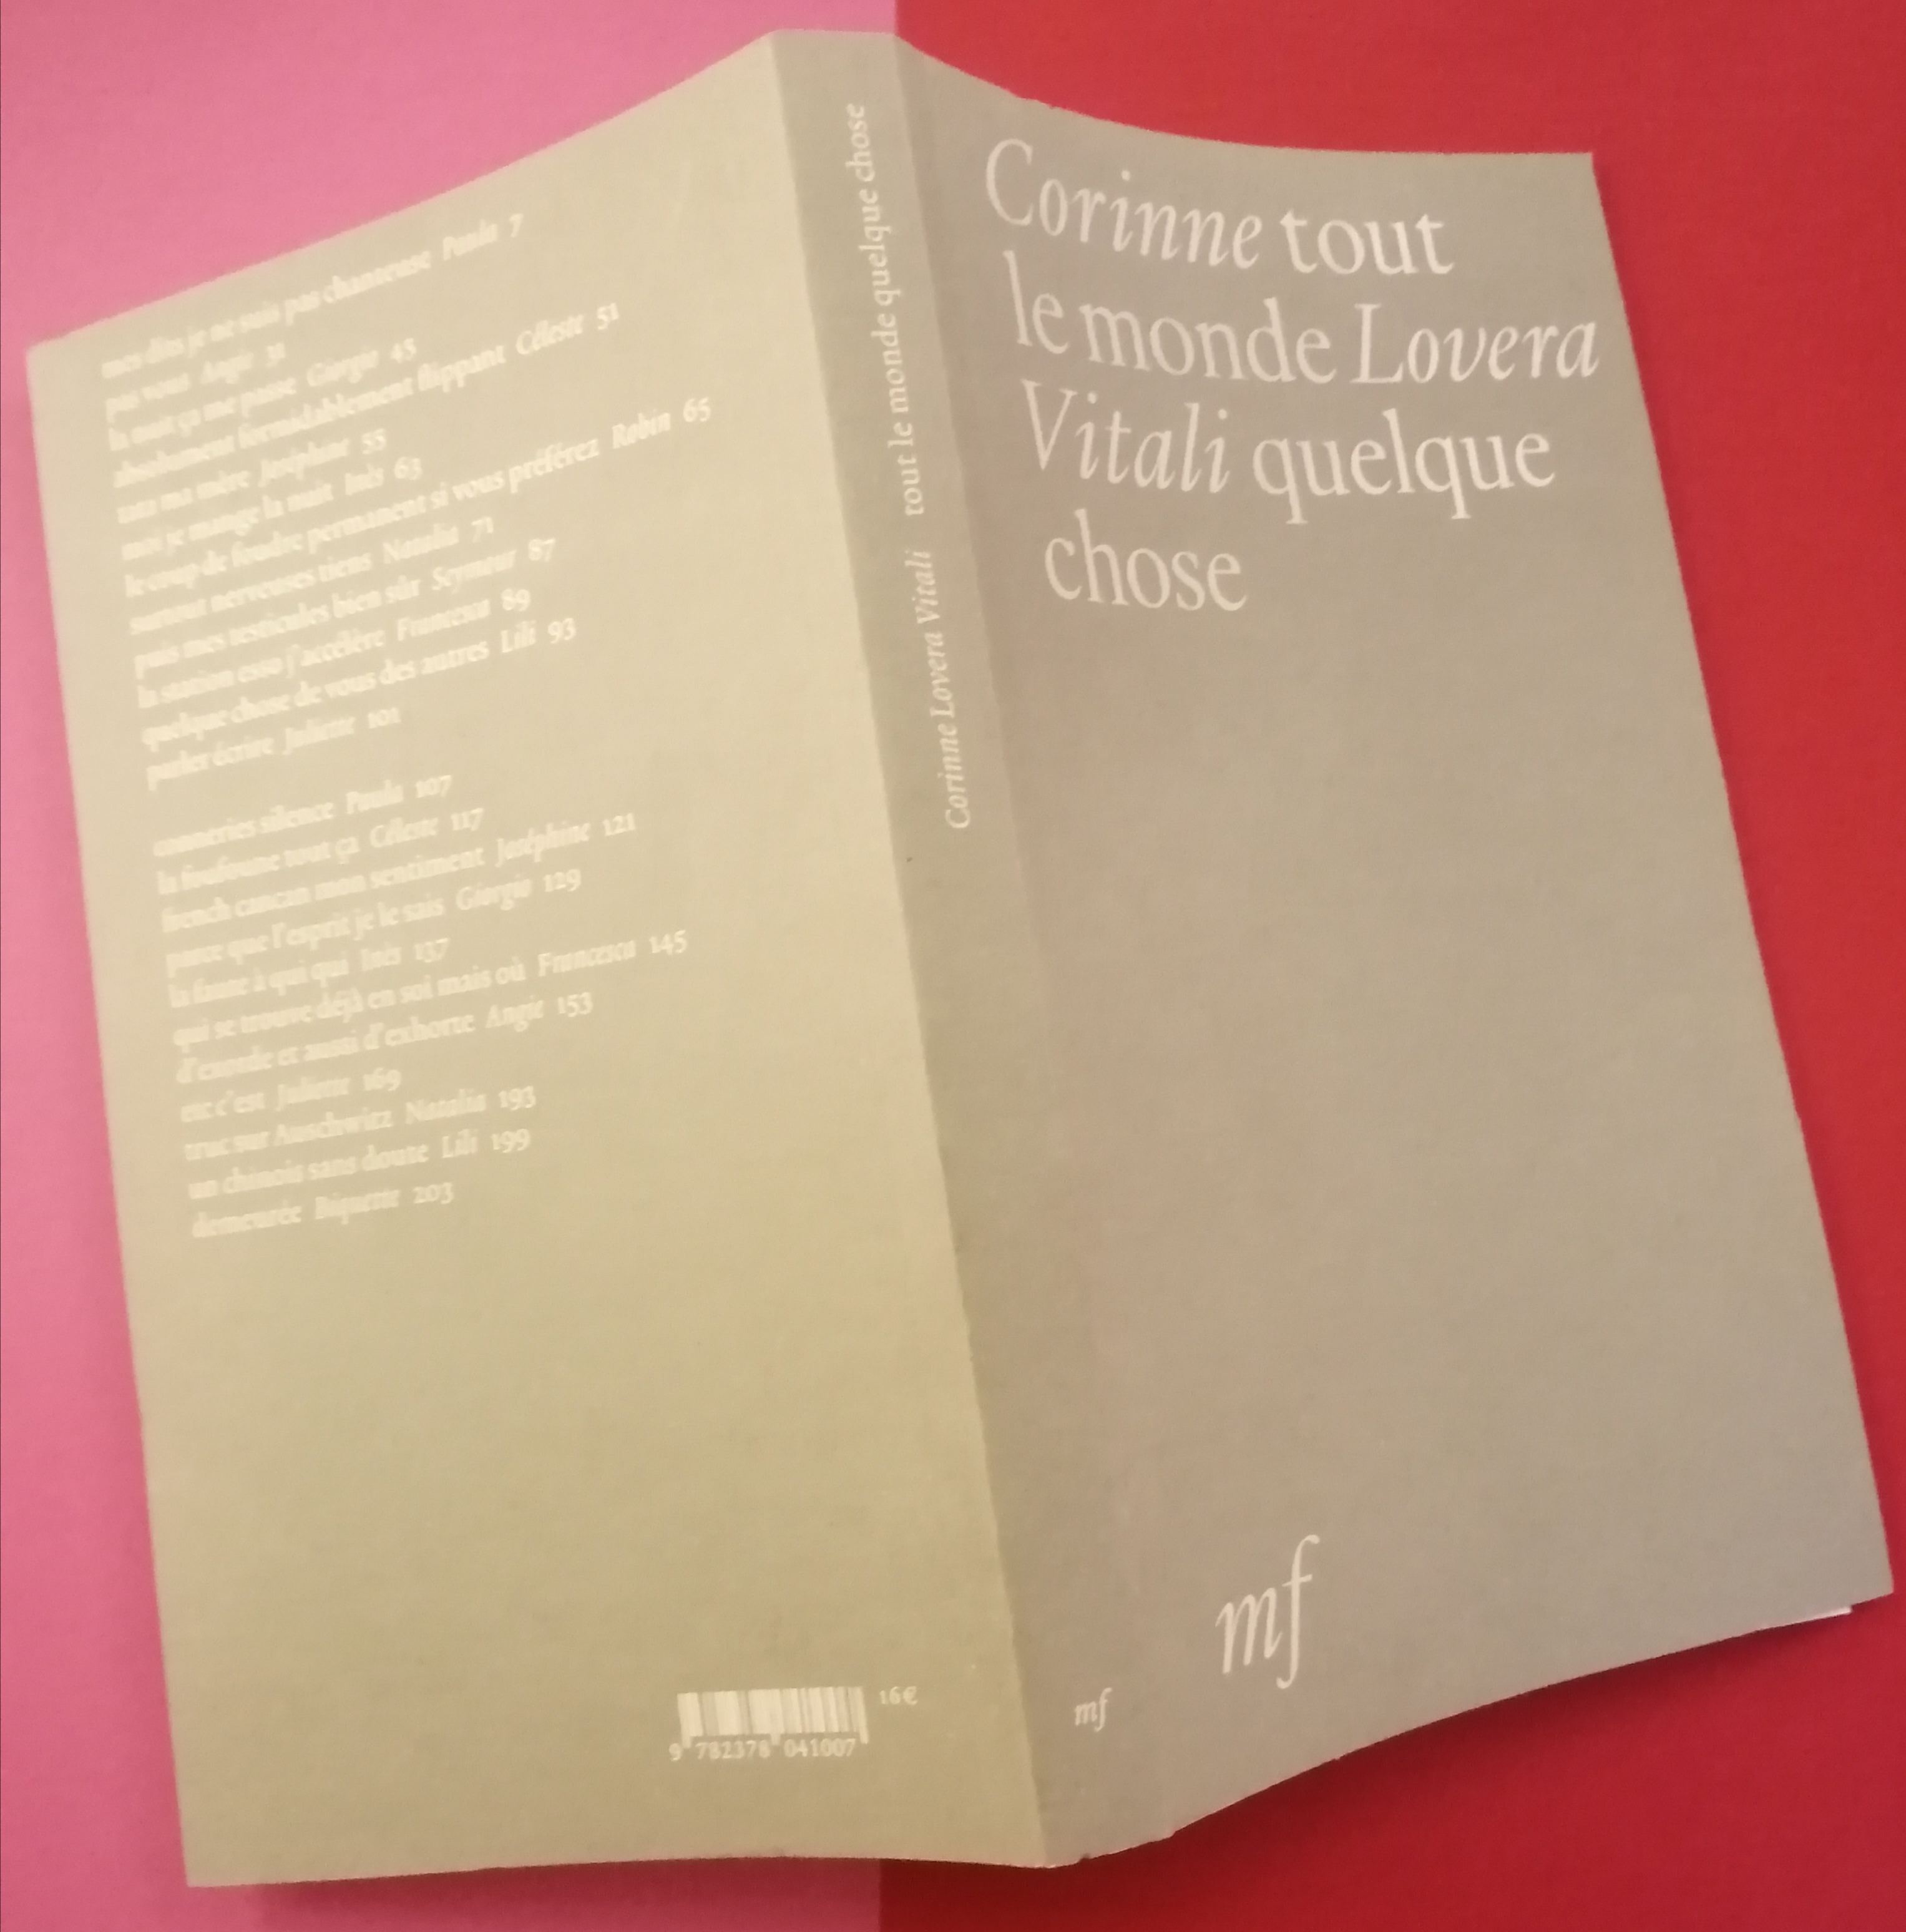 mes dits je ne suis pas chanceuse Paula 7
pas vous Angie 31
la mort ça me passe Giorgio 45
absolument formidablement flippant Céleste 51
tata ma mère Joséphine 55
moi je mange la nuit Inès 63
le coup de foudre permanent si vous préférez Robin 65
surtout nerveuses tiens Natalia 71
puis mes testicules bien sûr Seymour 87
la station esso j'accélère Francesca 89
quelque chose de vous des autres Lili 93
parler écrire Juliette 101
conneries silence Paula 107
la foufoune tout ça Céleste 117
french cancan mon sentiment Joséphine 121
parce que l'esprit je le sais Giorgio 129
la faute à qui qui Inès 137
qui se trouve déjà en soi mais où Francesca 145
d'exorde et aussi d'exhorte Angie 153
etc c'est Juliette 169
truc sur Auschwitz Natalia 193
un chinois sans doute Lili 199
demeurée Biquette 203
16€
9 782378 041007
Corinne Lovera Vitali tout le monde quelque chose
mf
Corinne tout
le monde Lovera
Vitali quelque
chose
mf